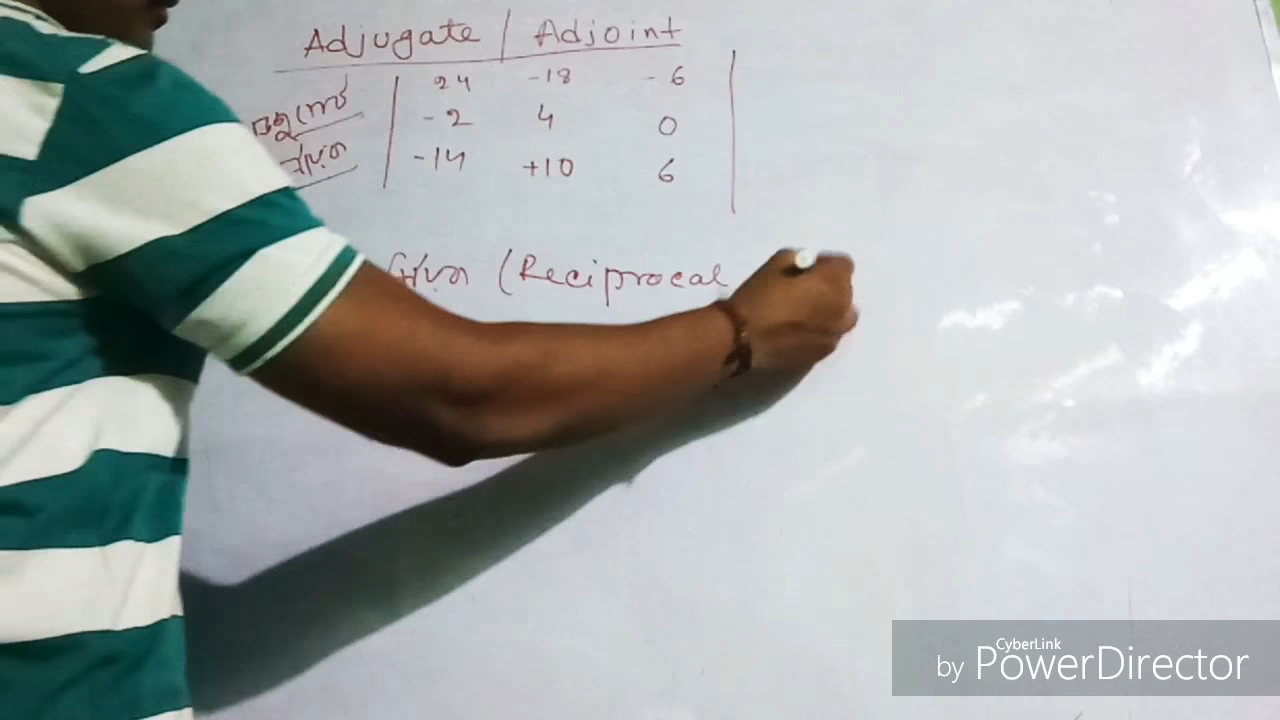 Adjugate / Adjoint
24 -18 -6
-2 4 0
-14 +10 6
(Reciprocal
CyberLink
by PowerDirector